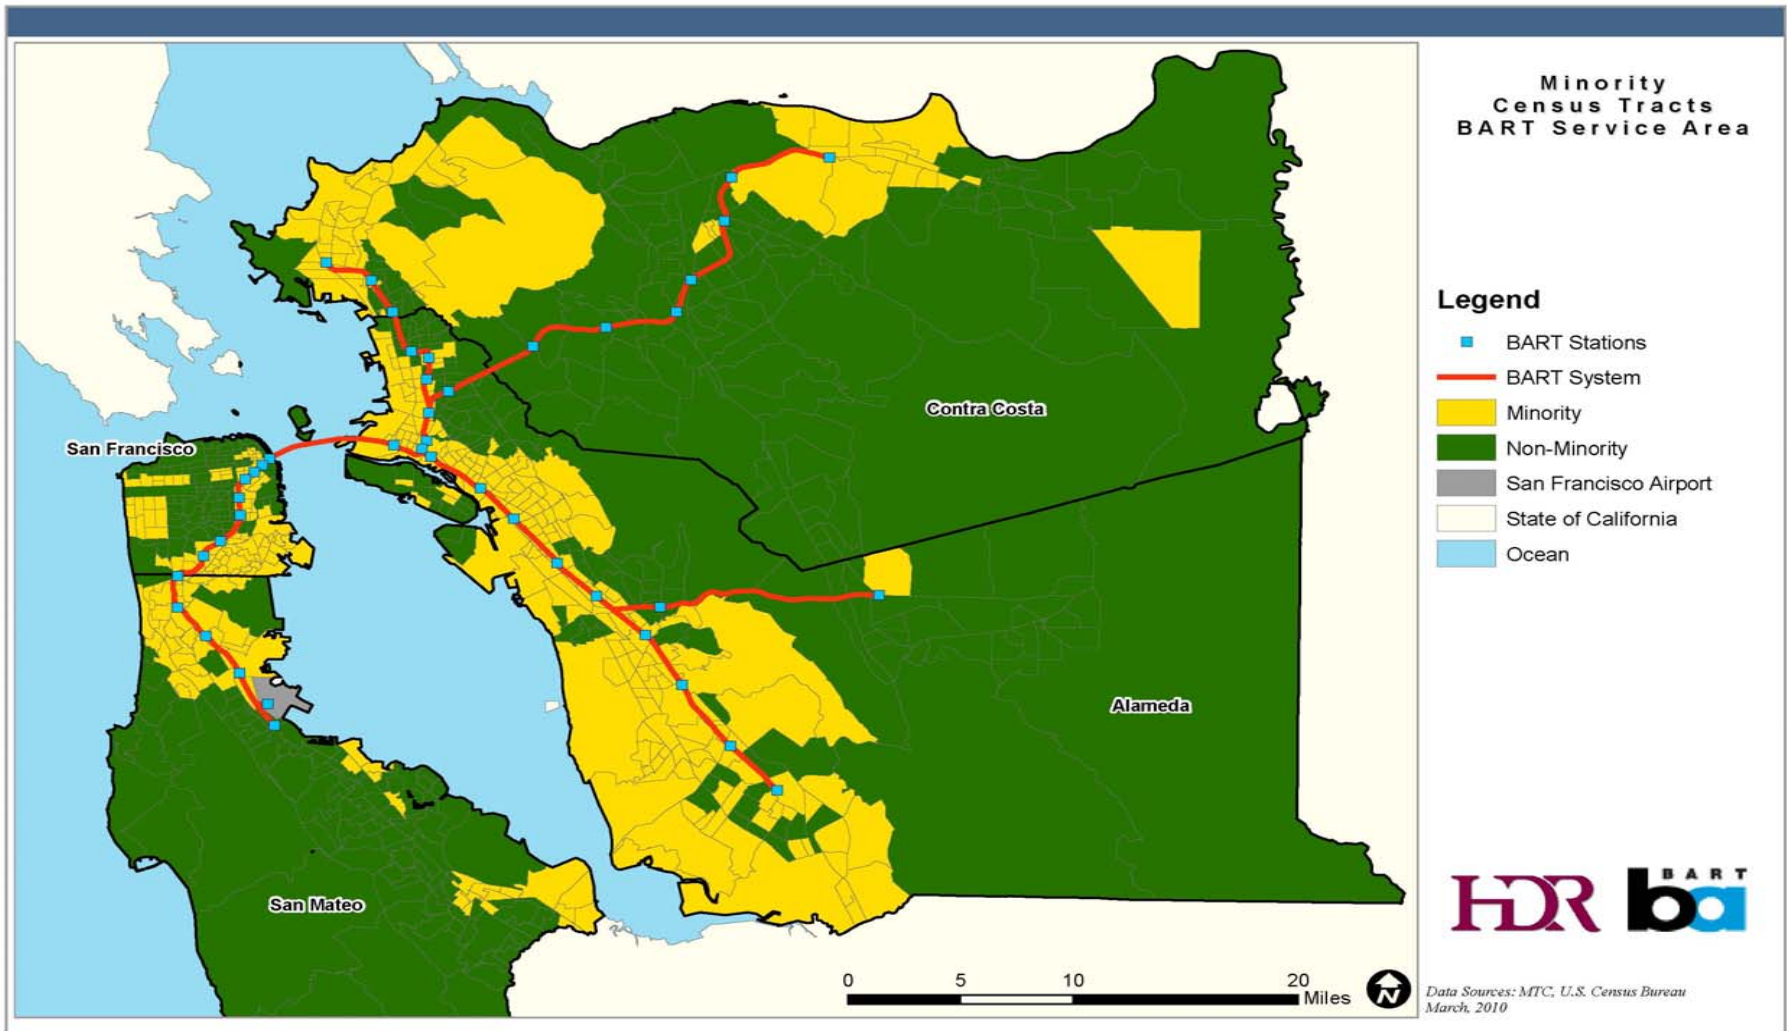 Minority
Census Tracts
BART Service Area
Legend
BART Stations
BART System
Minority
Non-Minority
San Francisco Airport
State of California
Ocean
Contra Costa
San Francisco
Alameda
San Mateo
0 5 10 20
Miles
N
HDR
BART
ba
Data Sources: MTC, U.S. Census Bureau
March, 2010